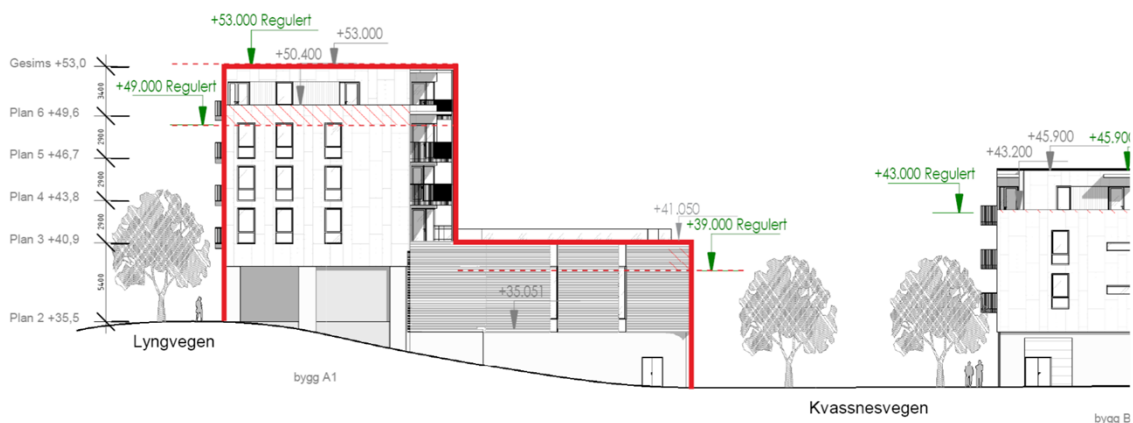 +53.000 Regulert
+53.000
+50.400
Gesims +53,0
+49.000 Regulert
3400
Plan 6 +49,6
2900
Plan 5 +46,7
2900
Plan 4 +43,8
2900
Plan 3 +40,9
5400
Plan 2 +35,5
+41.050
+39.000 Regulert
+35.051
+45.900
+45.900
+43.200
+43.000 Regulert
Lyngvegen
bygg A1
Kvassnesvegen
bygg B